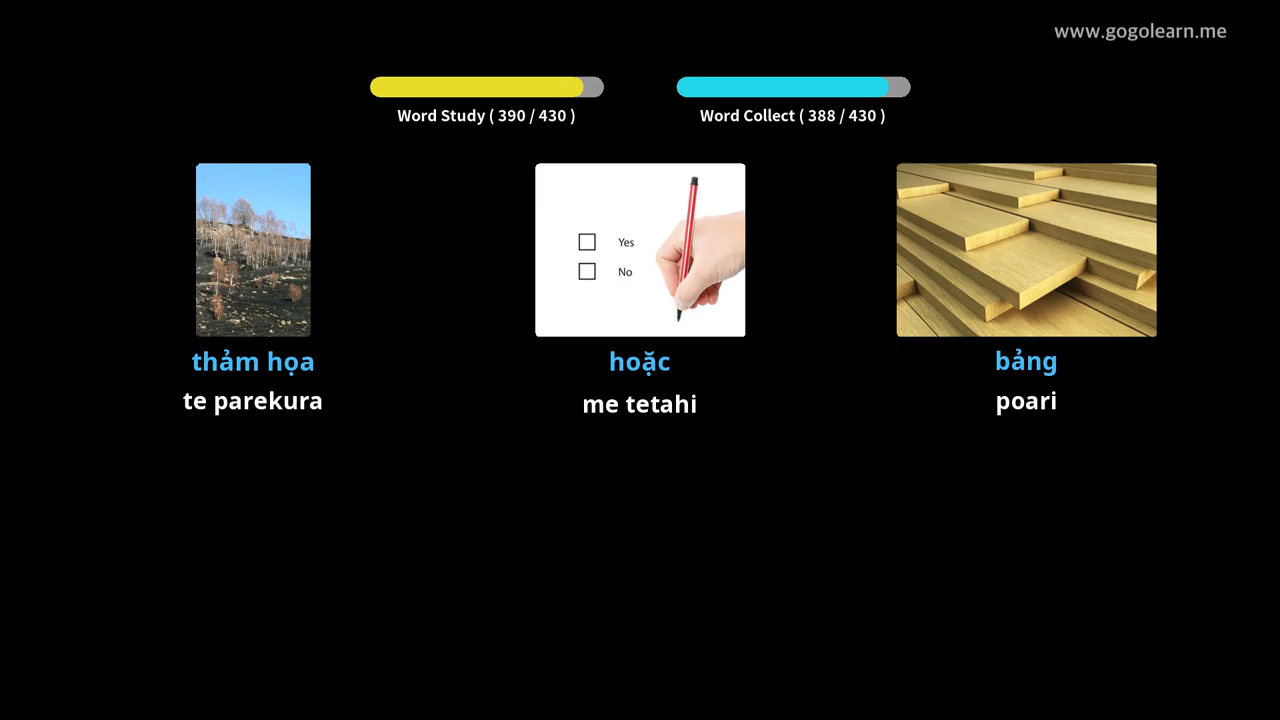 www.gogolearn.me
Word Study ( 390 / 430 )
Word Collect ( 388 / 430 )
Yes
No
thảm họa
te parekura
hoặc
me tetahi
bảng
poari